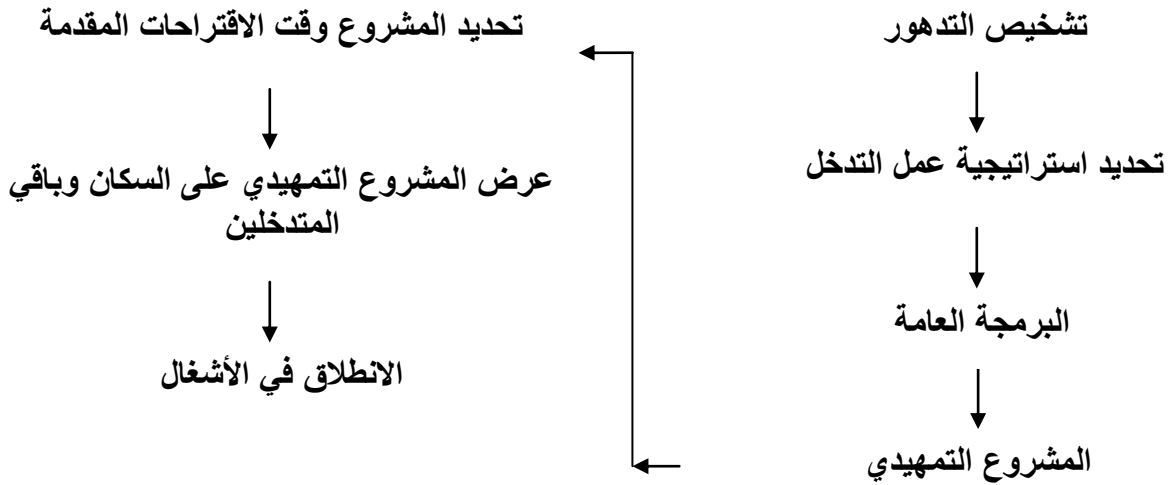 تشخيص التدهور
تحديد استراتيجية عمل التدخل
البرمجة العامة
المشروع التمهيدي
تحديد المشروع وقت الاقتراحات المقدمة
عرض المشروع التمهيدي على السكان وباقي
المتدخلين
الانطلاق في الأشغال